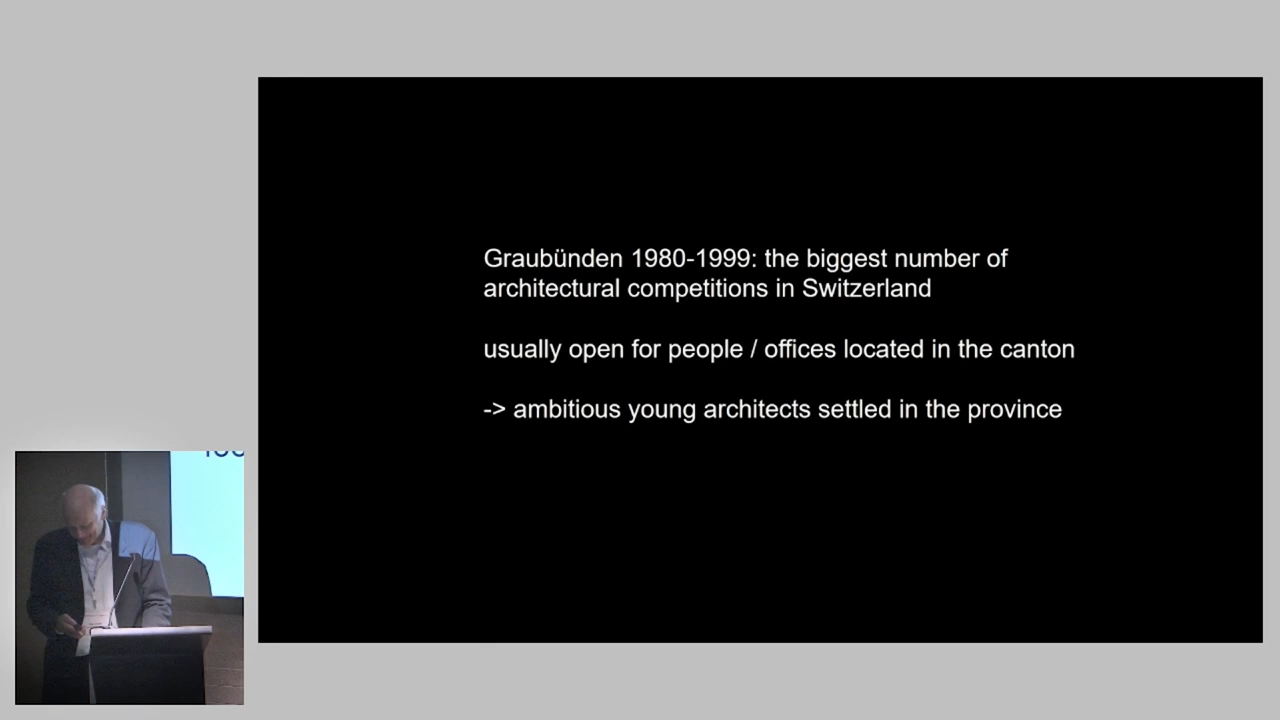 Graubünden 1980-1999: the biggest number of
architectural competitions in Switzerland
usually open for people / offices located in the canton
-> ambitious young architects settled in the province